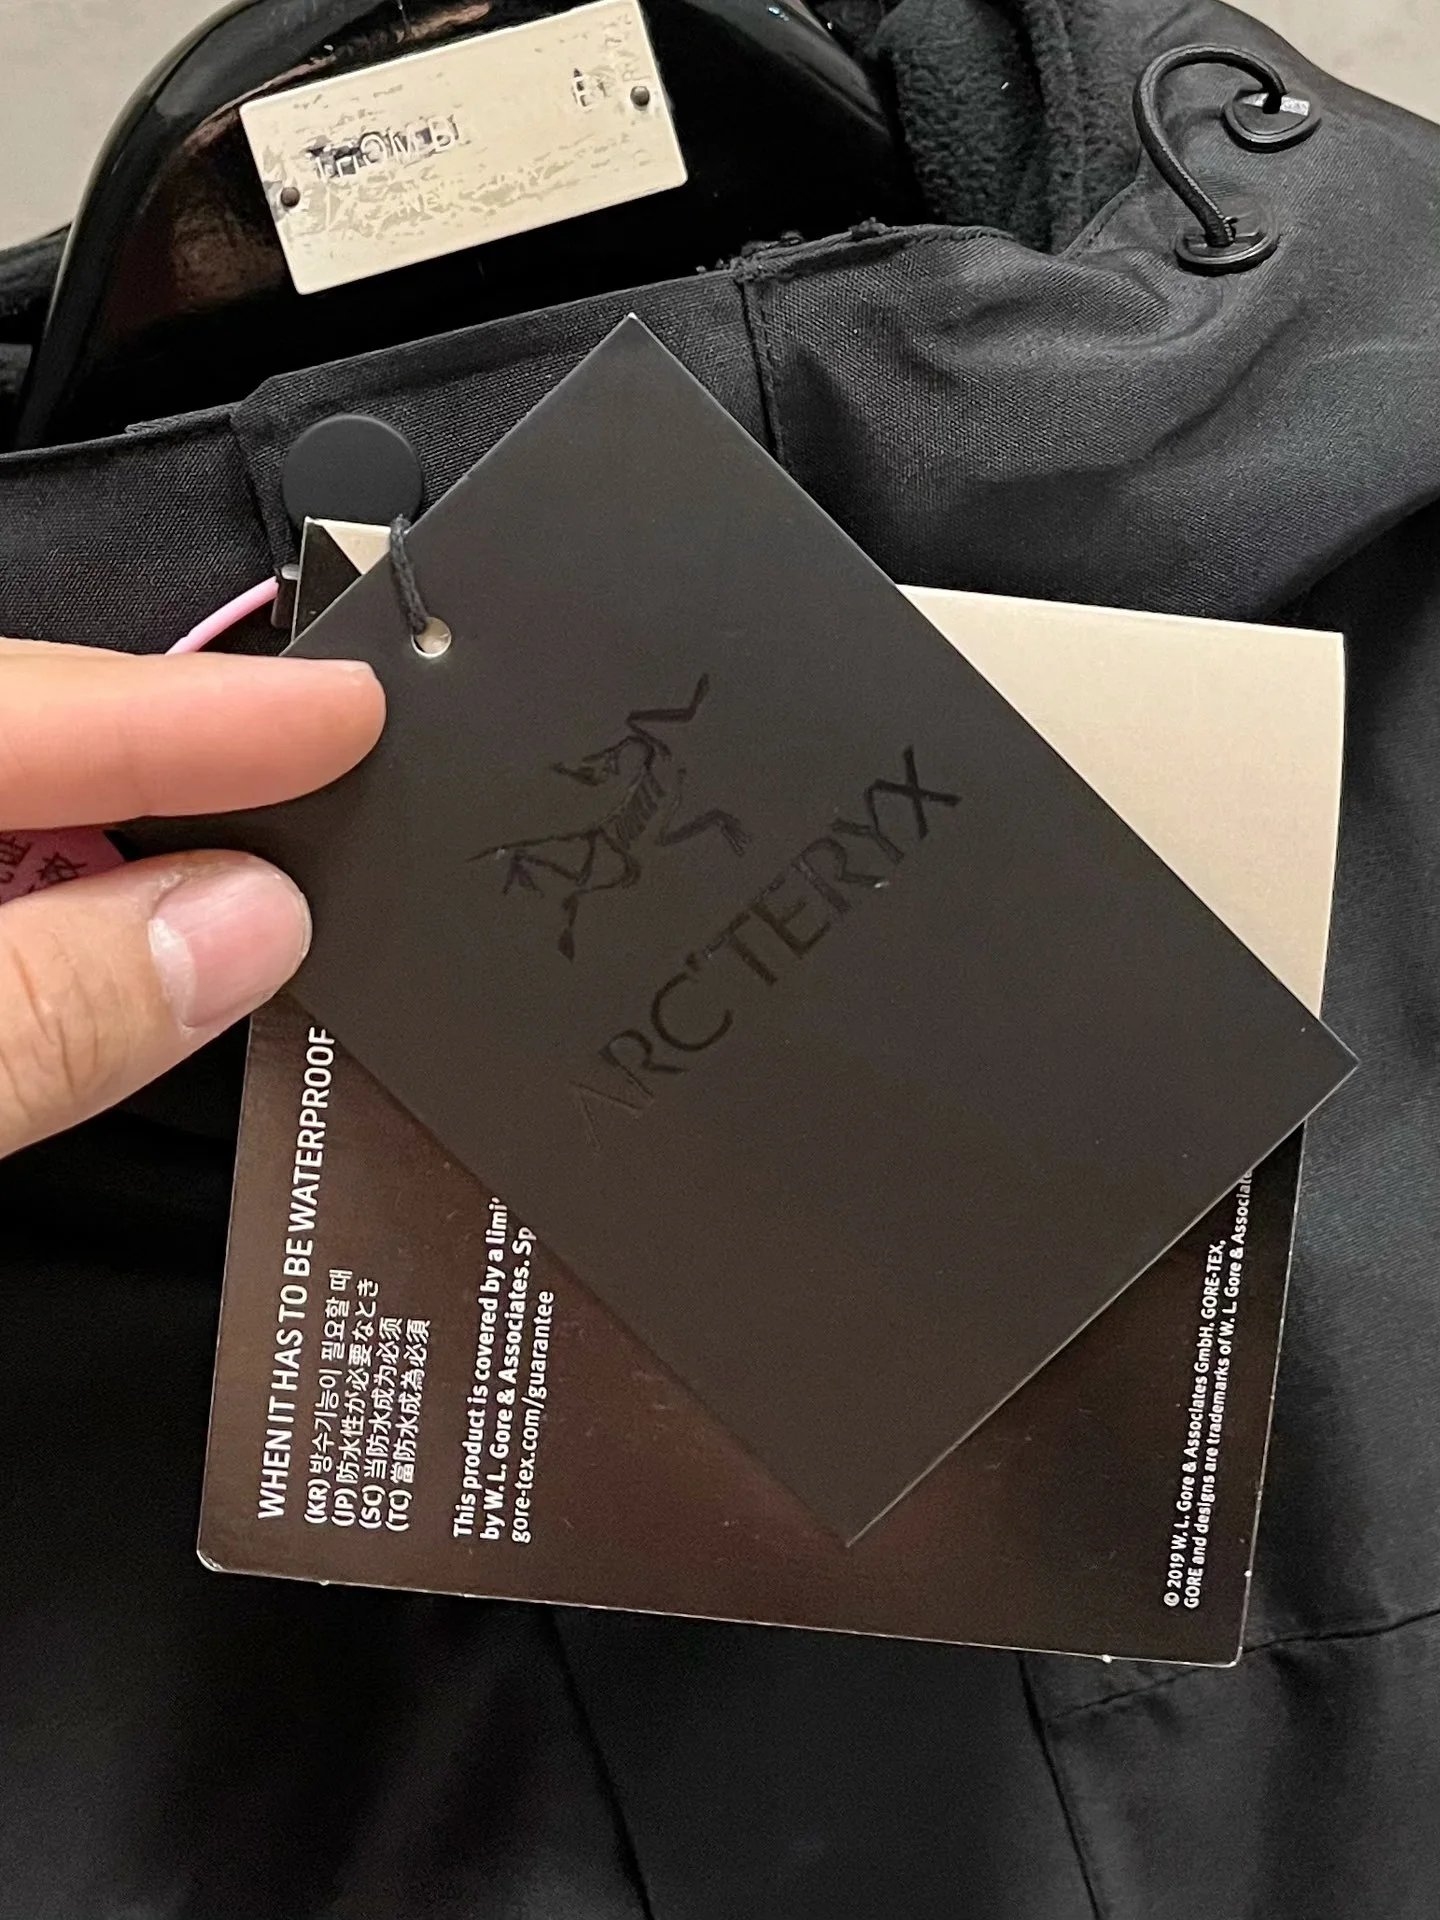 THOM B
ARC'TERYX
WHEN IT HAS TO BE WATERPROOF
(KR) 방수기능이 필요할 때
(JP) 防水性が必要なとき
(SC) 当防水成为必须
(TC) 當防水成為必須
This product is covered by a limi
by W. L. Gore & Associates. Sp
gore-tex.com/guarantee
© 2019 W. L. Gore & Associates GmbH. GORE-TEX,
GORE and designs are trademarks of W. L. Gore & Associate